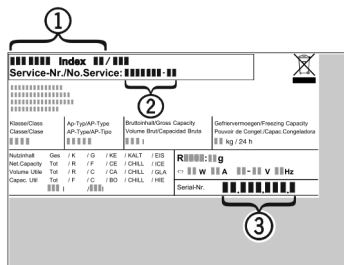 1
Index /
Service-Nr./No.Service: -
2
Klasse/Class
Classe/Clase
Ap-Typ/AP-Type
AP-Type/AP-Tipo
Bruttoinhalt/Gross Capacity
Volume Brut/Capacidad Bruta
l
Gefriervermoegen/Freezing Capacity
Pouvoir de Congel./Capac.Congeladora
kg / 24 h
Nutzinhalt Ges / K / G / KE / KALT / EIS
Net.Capacity Tot / R / F / CE / CHILL / ICE
Volume Utile Tot / R / C / CA / CHILL / GLA
Capac. Util Tot / F / C / BO / CHILL / HIE
l / l
R : g
W A - V Hz
Serial-Nr. . . .
3